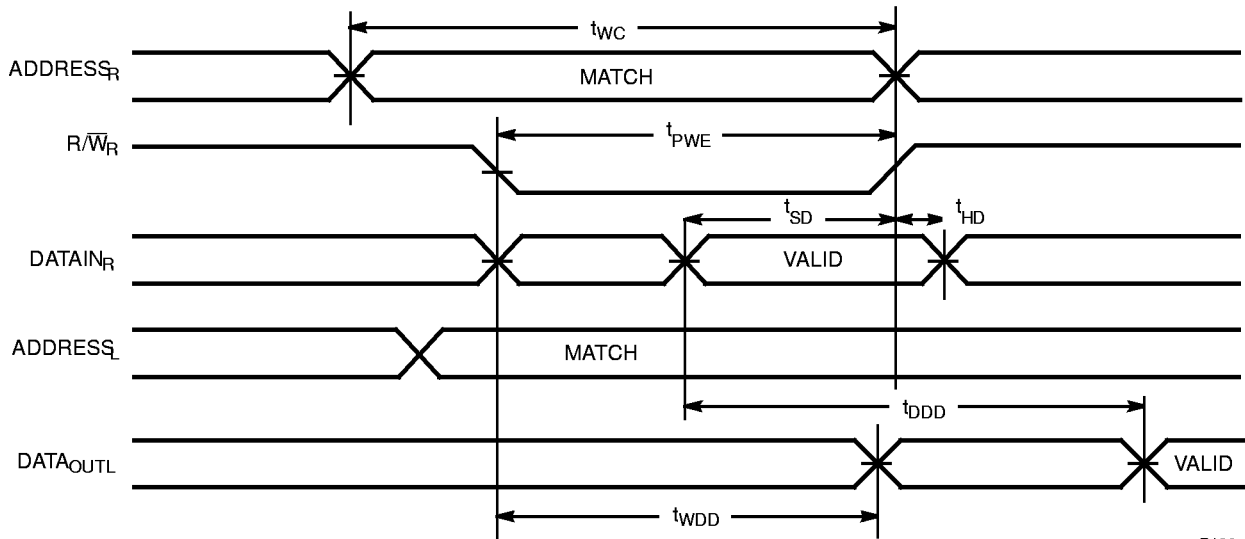 tWC
ADDRESSR
MATCH
R/W̅R
tPWE
tSD
tHD
DATAINR
VALID
ADDRESSL
MATCH
tDDD
DATAOUTL
VALID
tWDD